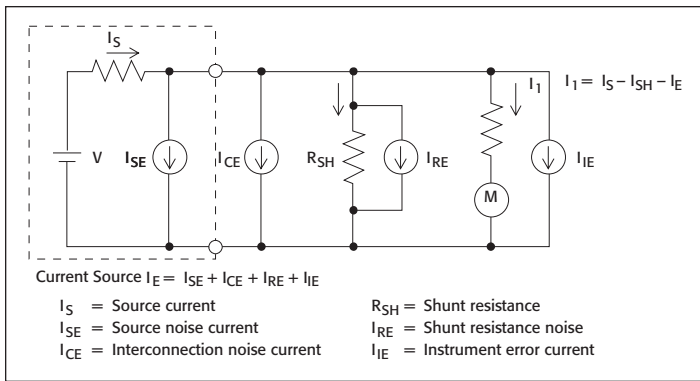 I_S
I_1
I_1 = I_S – I_SH – I_E
V
I_SE
I_CE
R_SH
I_RE
M
I_IE
Current Source I_E = I_SE + I_CE + I_RE + I_IE
I_S = Source current
I_SE = Source noise current
I_CE = Interconnection noise current
R_SH = Shunt resistance
I_RE = Shunt resistance noise
I_IE = Instrument error current